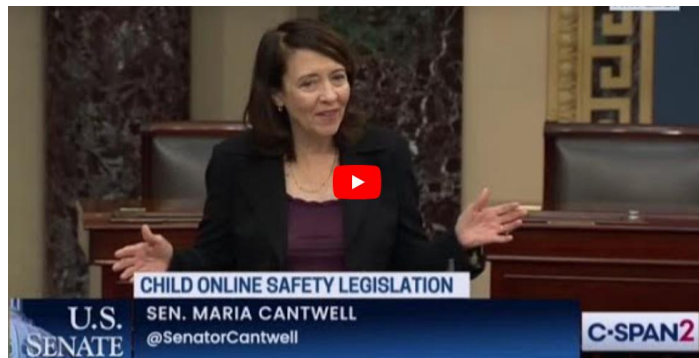 CHILD ONLINE SAFETY LEGISLATION
U.S.
SENATE
SEN. MARIA CANTWELL
@SenatorCantwell
C-SPAN2